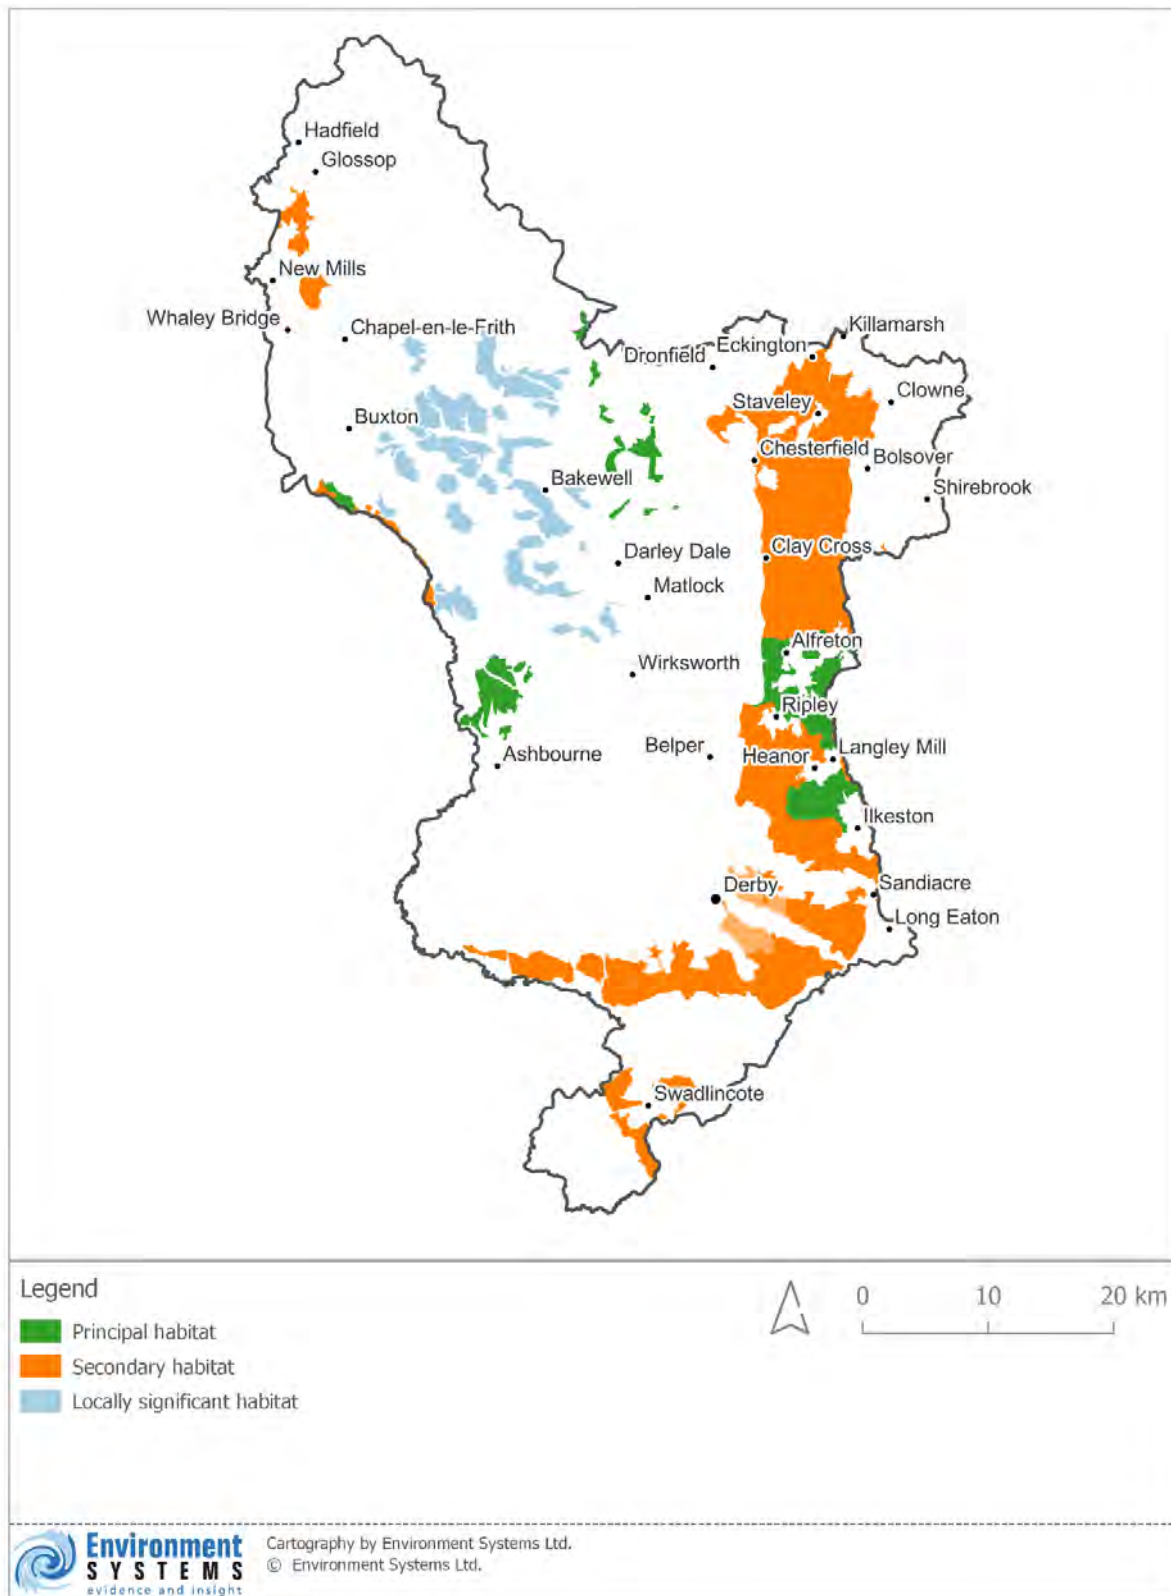 Hadfield
Glossop
New Mills
Whaley Bridge
Chapel-en-le-Frith
Killamarsh
Eckington
Dronfield
Clowne
Staveley
Buxton
Chesterfield
Bolsover
Bakewell
Shirebrook
Clay Cross
Darley Dale
Matlock
Alfreton
Wirksworth
Ripley
Belper
Langley Mill
Heanor
Ashbourne
Ilkeston
Derby
Sandiacre
Long Eaton
Swadlincote
Legend
Principal habitat
Secondary habitat
Locally significant habitat
0 10 20 km
Environment
SYSTEMS
evidence and insight
Cartography by Environment Systems Ltd.
© Environment Systems Ltd.